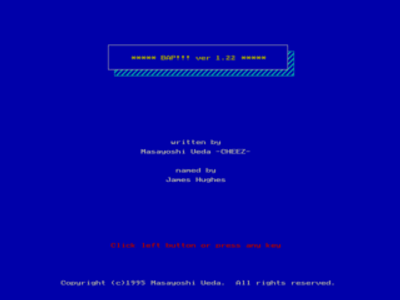 ***** BAP!!! ver 1.22 *****
written by
Masayoshi Ueda -CHEEZ-
named by
James Hughes
Click left button or press any key
Copyright (c)1995 Masayoshi Ueda. All rights reserved.